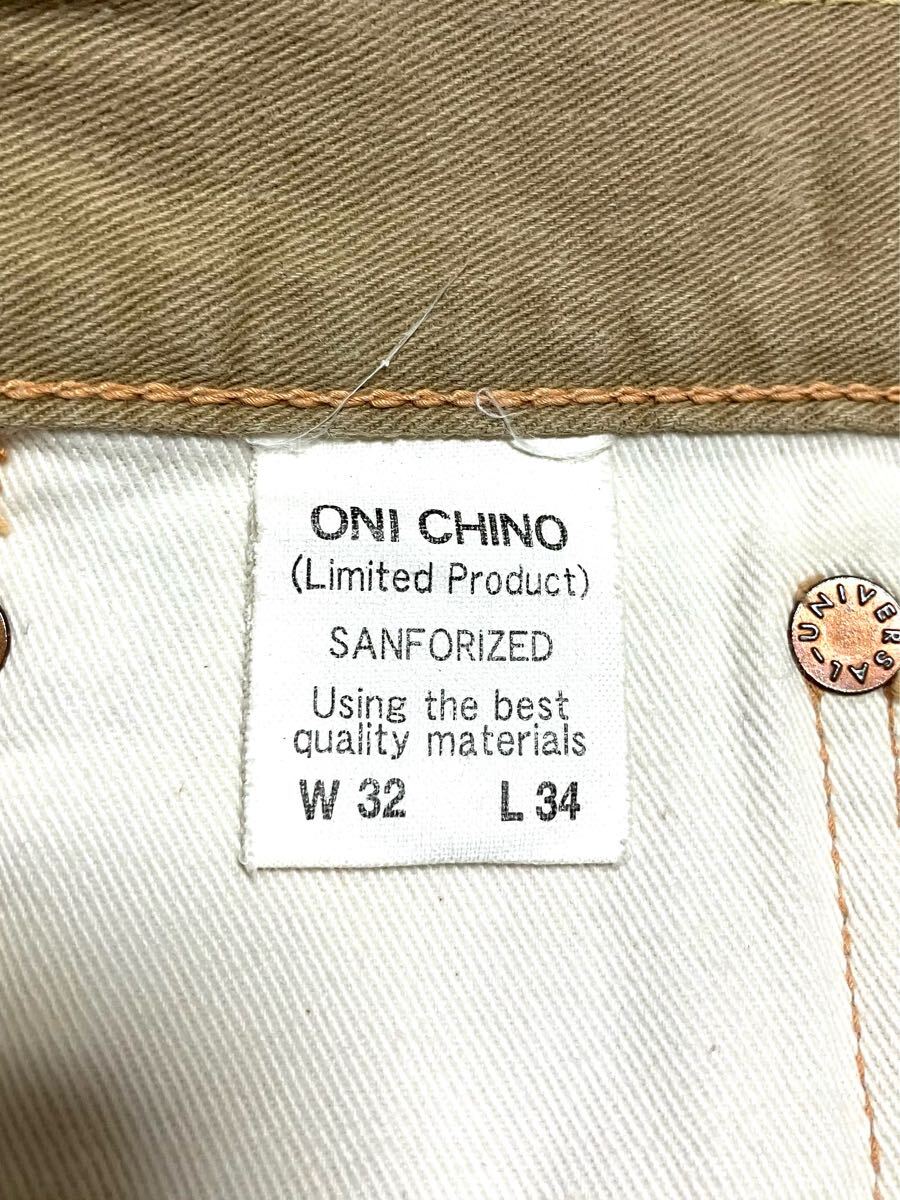 ONI CHINO
(Limited Product)
SANFORIZED
Using the best
quality materials
W 32 L 34
UNIVERSAL